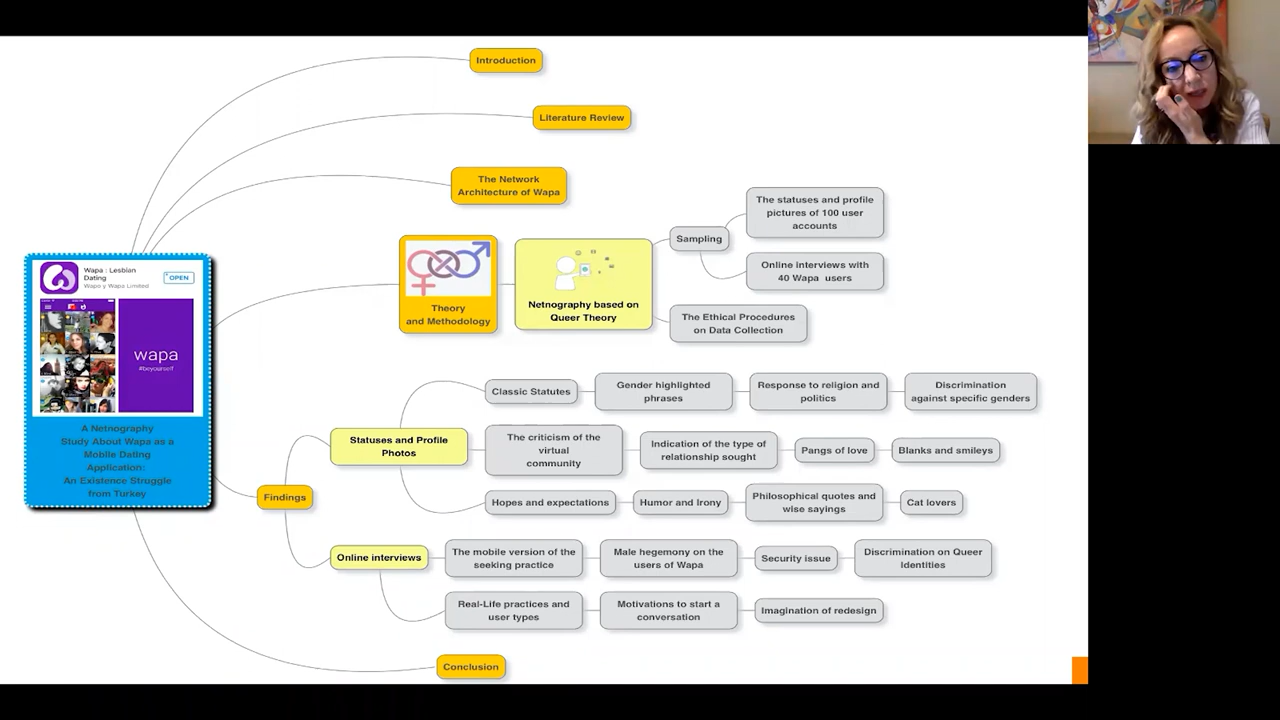 Introduction
Literature Review
The Network
Architecture of Wapa
Theory
and Methodology
Netnography based on
Queer Theory
Sampling
The statuses and profile
pictures of 100 user
accounts
Online interviews with
40 Wapa users
The Ethical Procedures
on Data Collection
Wapa : Lesbian
Dating
Wapo y Wapa Limited
OPEN
wapa
#beyourself
A Netnography
Study About Wapa as a
Mobile Dating
Application:
An Existence Struggle
from Turkey
Findings
Statuses and Profile
Photos
Classic Statutes
Gender highlighted
phrases
Response to religion and
politics
Discrimination
against specific genders
The criticism of the
virtual
community
Indication of the type of
relationship sought
Pangs of love
Blanks and smileys
Hopes and expectations
Humor and Irony
Philosophical quotes and
wise sayings
Cat lovers
Online interviews
The mobile version of the
seeking practice
Male hegemony on the
users of Wapa
Security issue
Discrimination on Queer
Identities
Real-Life practices and
user types
Motivations to start a
conversation
Imagination of redesign
Conclusion